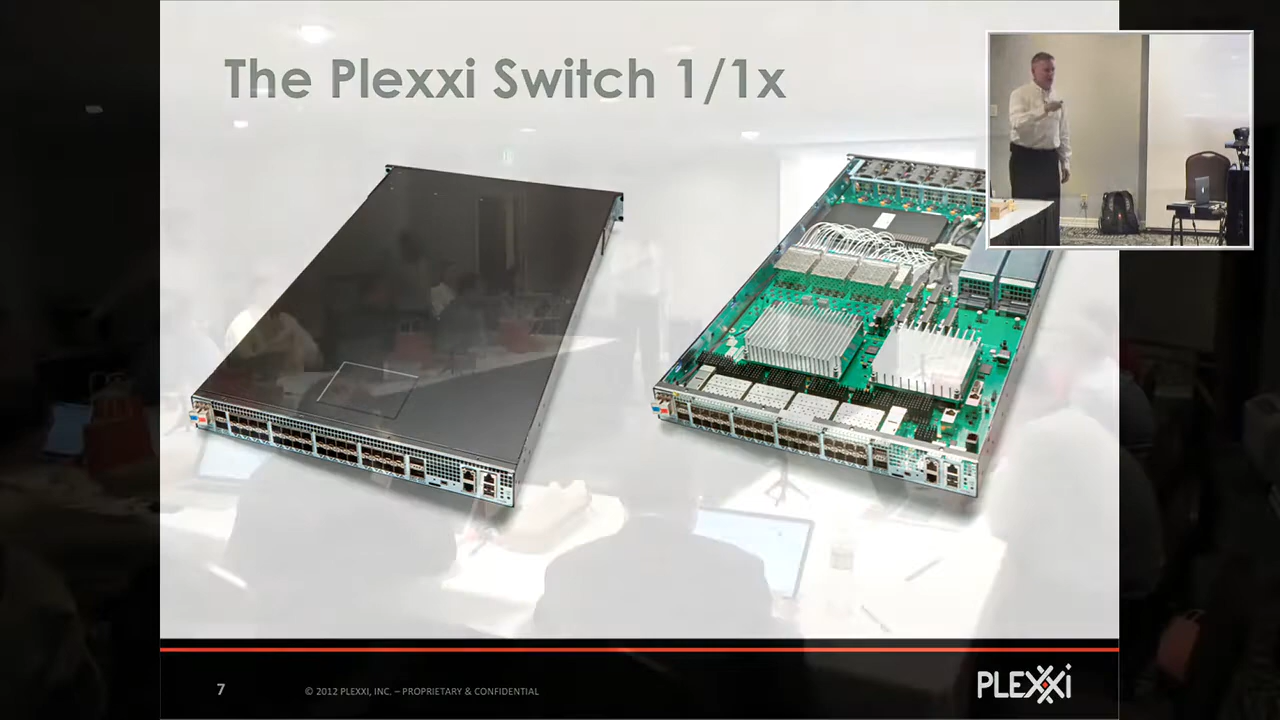 The Plexxi Switch 1/1x
7
© 2012 PLEXXI, INC. – PROPRIETARY & CONFIDENTIAL
PLEXXi